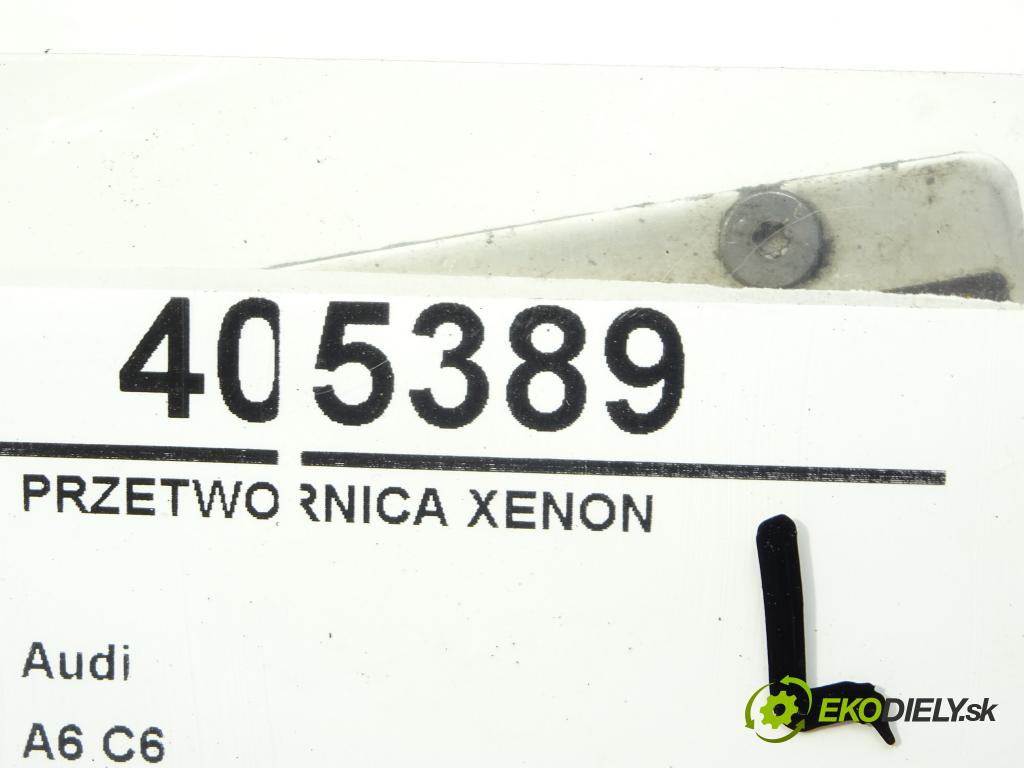 405389
PRZETWORNICA XENON
L
Audi
A6 C6
EKODIELY.sk